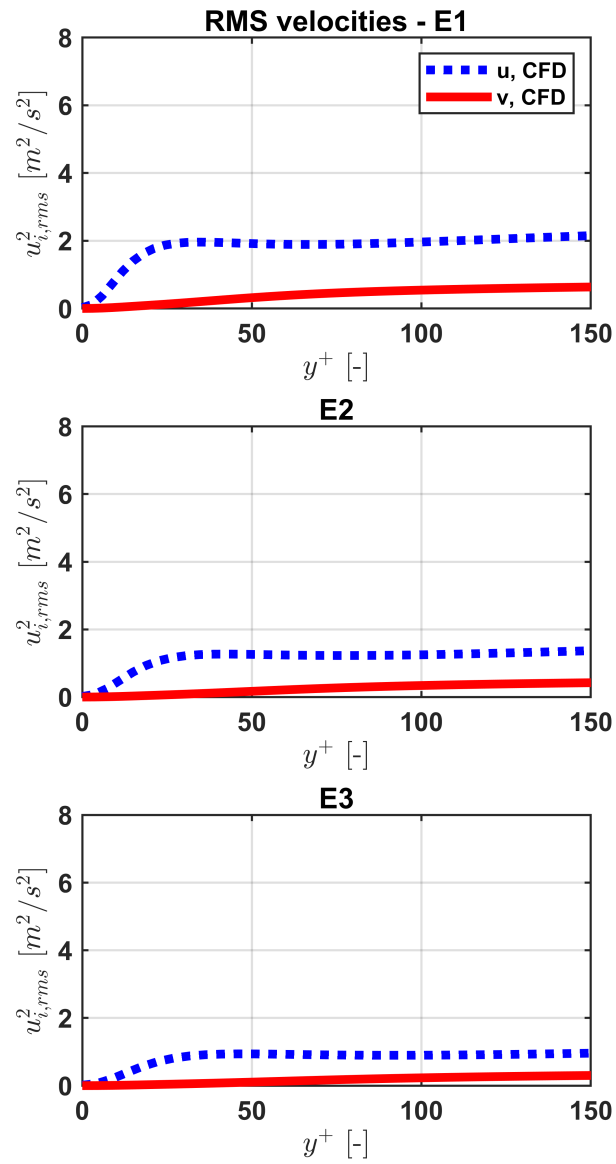 RMS velocities - E1
u, CFD
v, CFD
u²i,rms [m²/s²]
8
6
4
2
0
0 50 100 150
y⁺ [-]
E2
u²i,rms [m²/s²]
8
6
4
2
0
0 50 100 150
y⁺ [-]
E3
u²i,rms [m²/s²]
8
6
4
2
0
0 50 100 150
y⁺ [-]